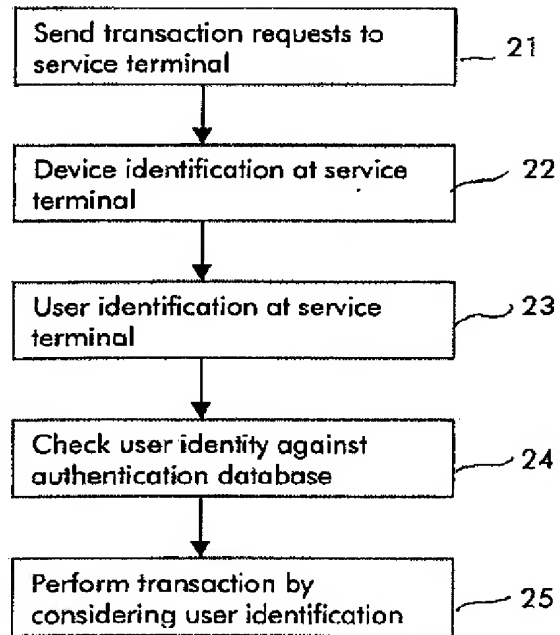 Send transaction requests to
service terminal
21
Device identification at service
terminal
22
User identification at service
terminal
23
Check user identity against
authentication database
24
Perform transaction by
considering user identification
25